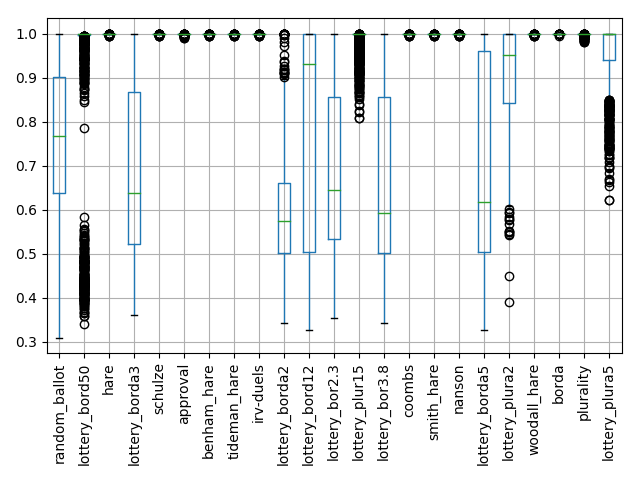 1.0
0.9
0.8
0.7
0.6
0.5
0.4
0.3
random_ballot
lottery_bord50
hare
lottery_borda3
schulze
approval
benham_hare
tideman_hare
irv-duels
lottery_borda2
lottery_bord12
lottery_bor2.3
lottery_plur15
lottery_bor3.8
coombs
smith_hare
nanson
lottery_borda5
lottery_plura2
woodall_hare
borda
plurality
lottery_plura5